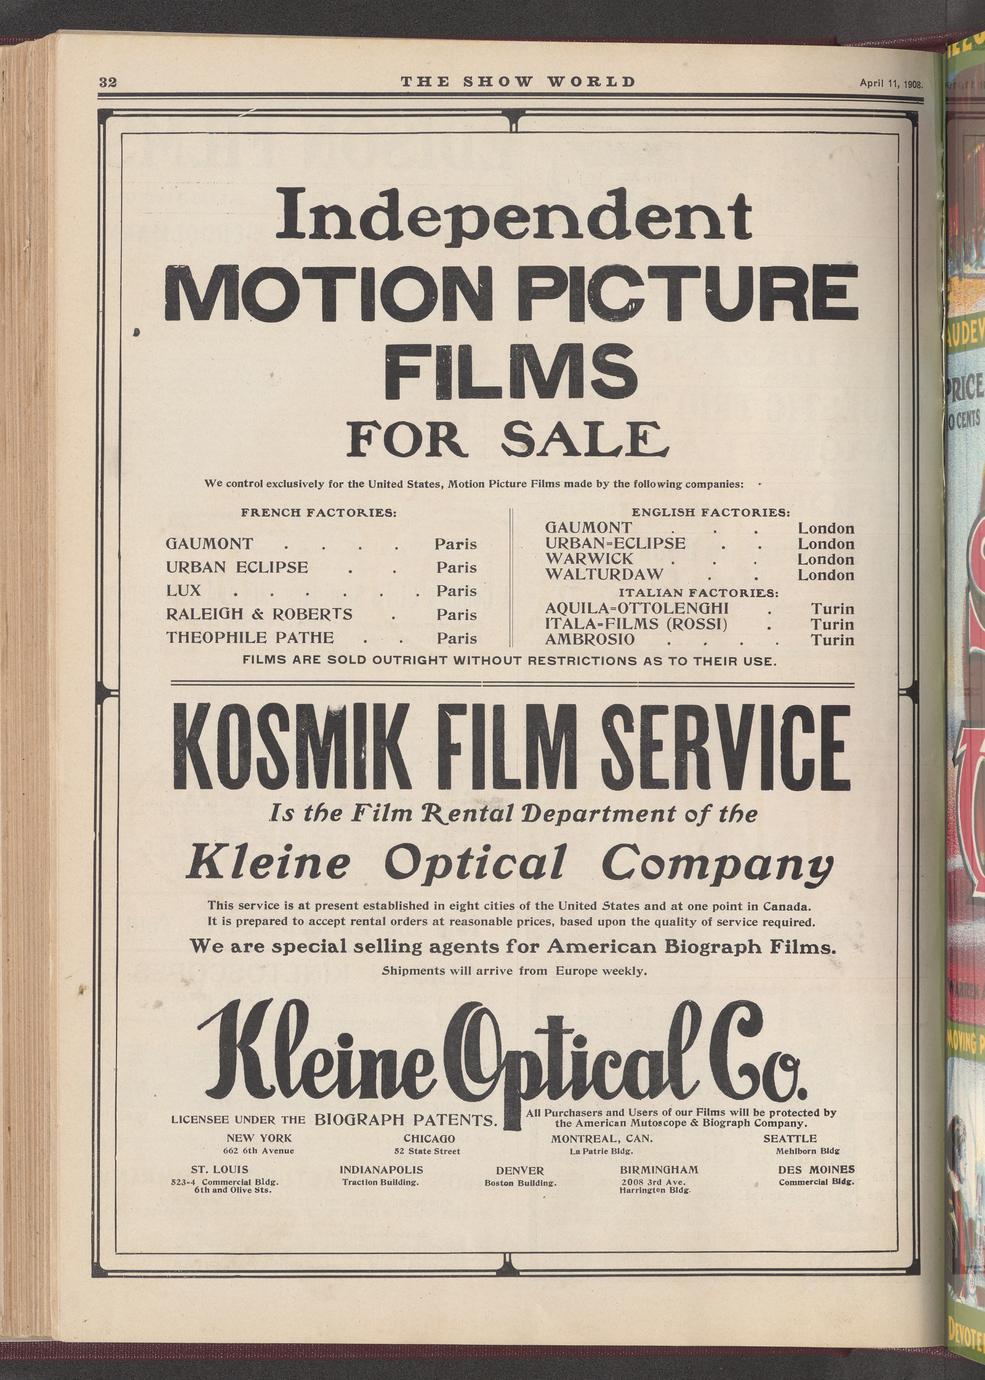 32
THE SHOW WORLD
April 11, 1908.
Independent
MOTION PICTURE
FILMS
FOR SALE
We control exclusively for the United States, Motion Picture Films made by the following companies:
FRENCH FACTORIES:
GAUMONT . . . . Paris
URBAN ECLIPSE . . Paris
LUX . . . . . . Paris
RALEIGH & ROBERTS . Paris
THEOPHILE PATHE . . Paris
ENGLISH FACTORIES:
GAUMONT . . . London
URBAN=ECLIPSE . . London
WARWICK . . . London
WALTURDAW . . London
ITALIAN FACTORIES:
AQUILA=OTTOLENGHI . Turin
ITALA=FILMS (ROSSI) . Turin
AMBROSIO . . . . Turin
FILMS ARE SOLD OUTRIGHT WITHOUT RESTRICTIONS AS TO THEIR USE.
KOSMIK FILM SERVICE
Is the Film Rental Department of the
Kleine Optical Company
This service is at present established in eight cities of the United States and at one point in Canada.
It is prepared to accept rental orders at reasonable prices, based upon the quality of service required.
We are special selling agents for American Biograph Films.
Shipments will arrive from Europe weekly.
Kleine Optical Co.
LICENSEE UNDER THE BIOGRAPH PATENTS.
All Purchasers and Users of our Films will be protected by
the American Mutoscope & Biograph Company.
NEW YORK
662 6th Avenue
CHICAGO
52 State Street
MONTREAL, CAN.
La Patrie Bldg.
SEATTLE
Mehlborn Bldg
ST. LOUIS
523-4 Commercial Bldg.
6th and Olive Sts.
INDIANAPOLIS
Traction Building.
DENVER
Boston Building.
BIRMINGHAM
2008 3rd Ave.
Harrington Bldg.
DES MOINES
Commercial Bldg.
PRICE
CENTS